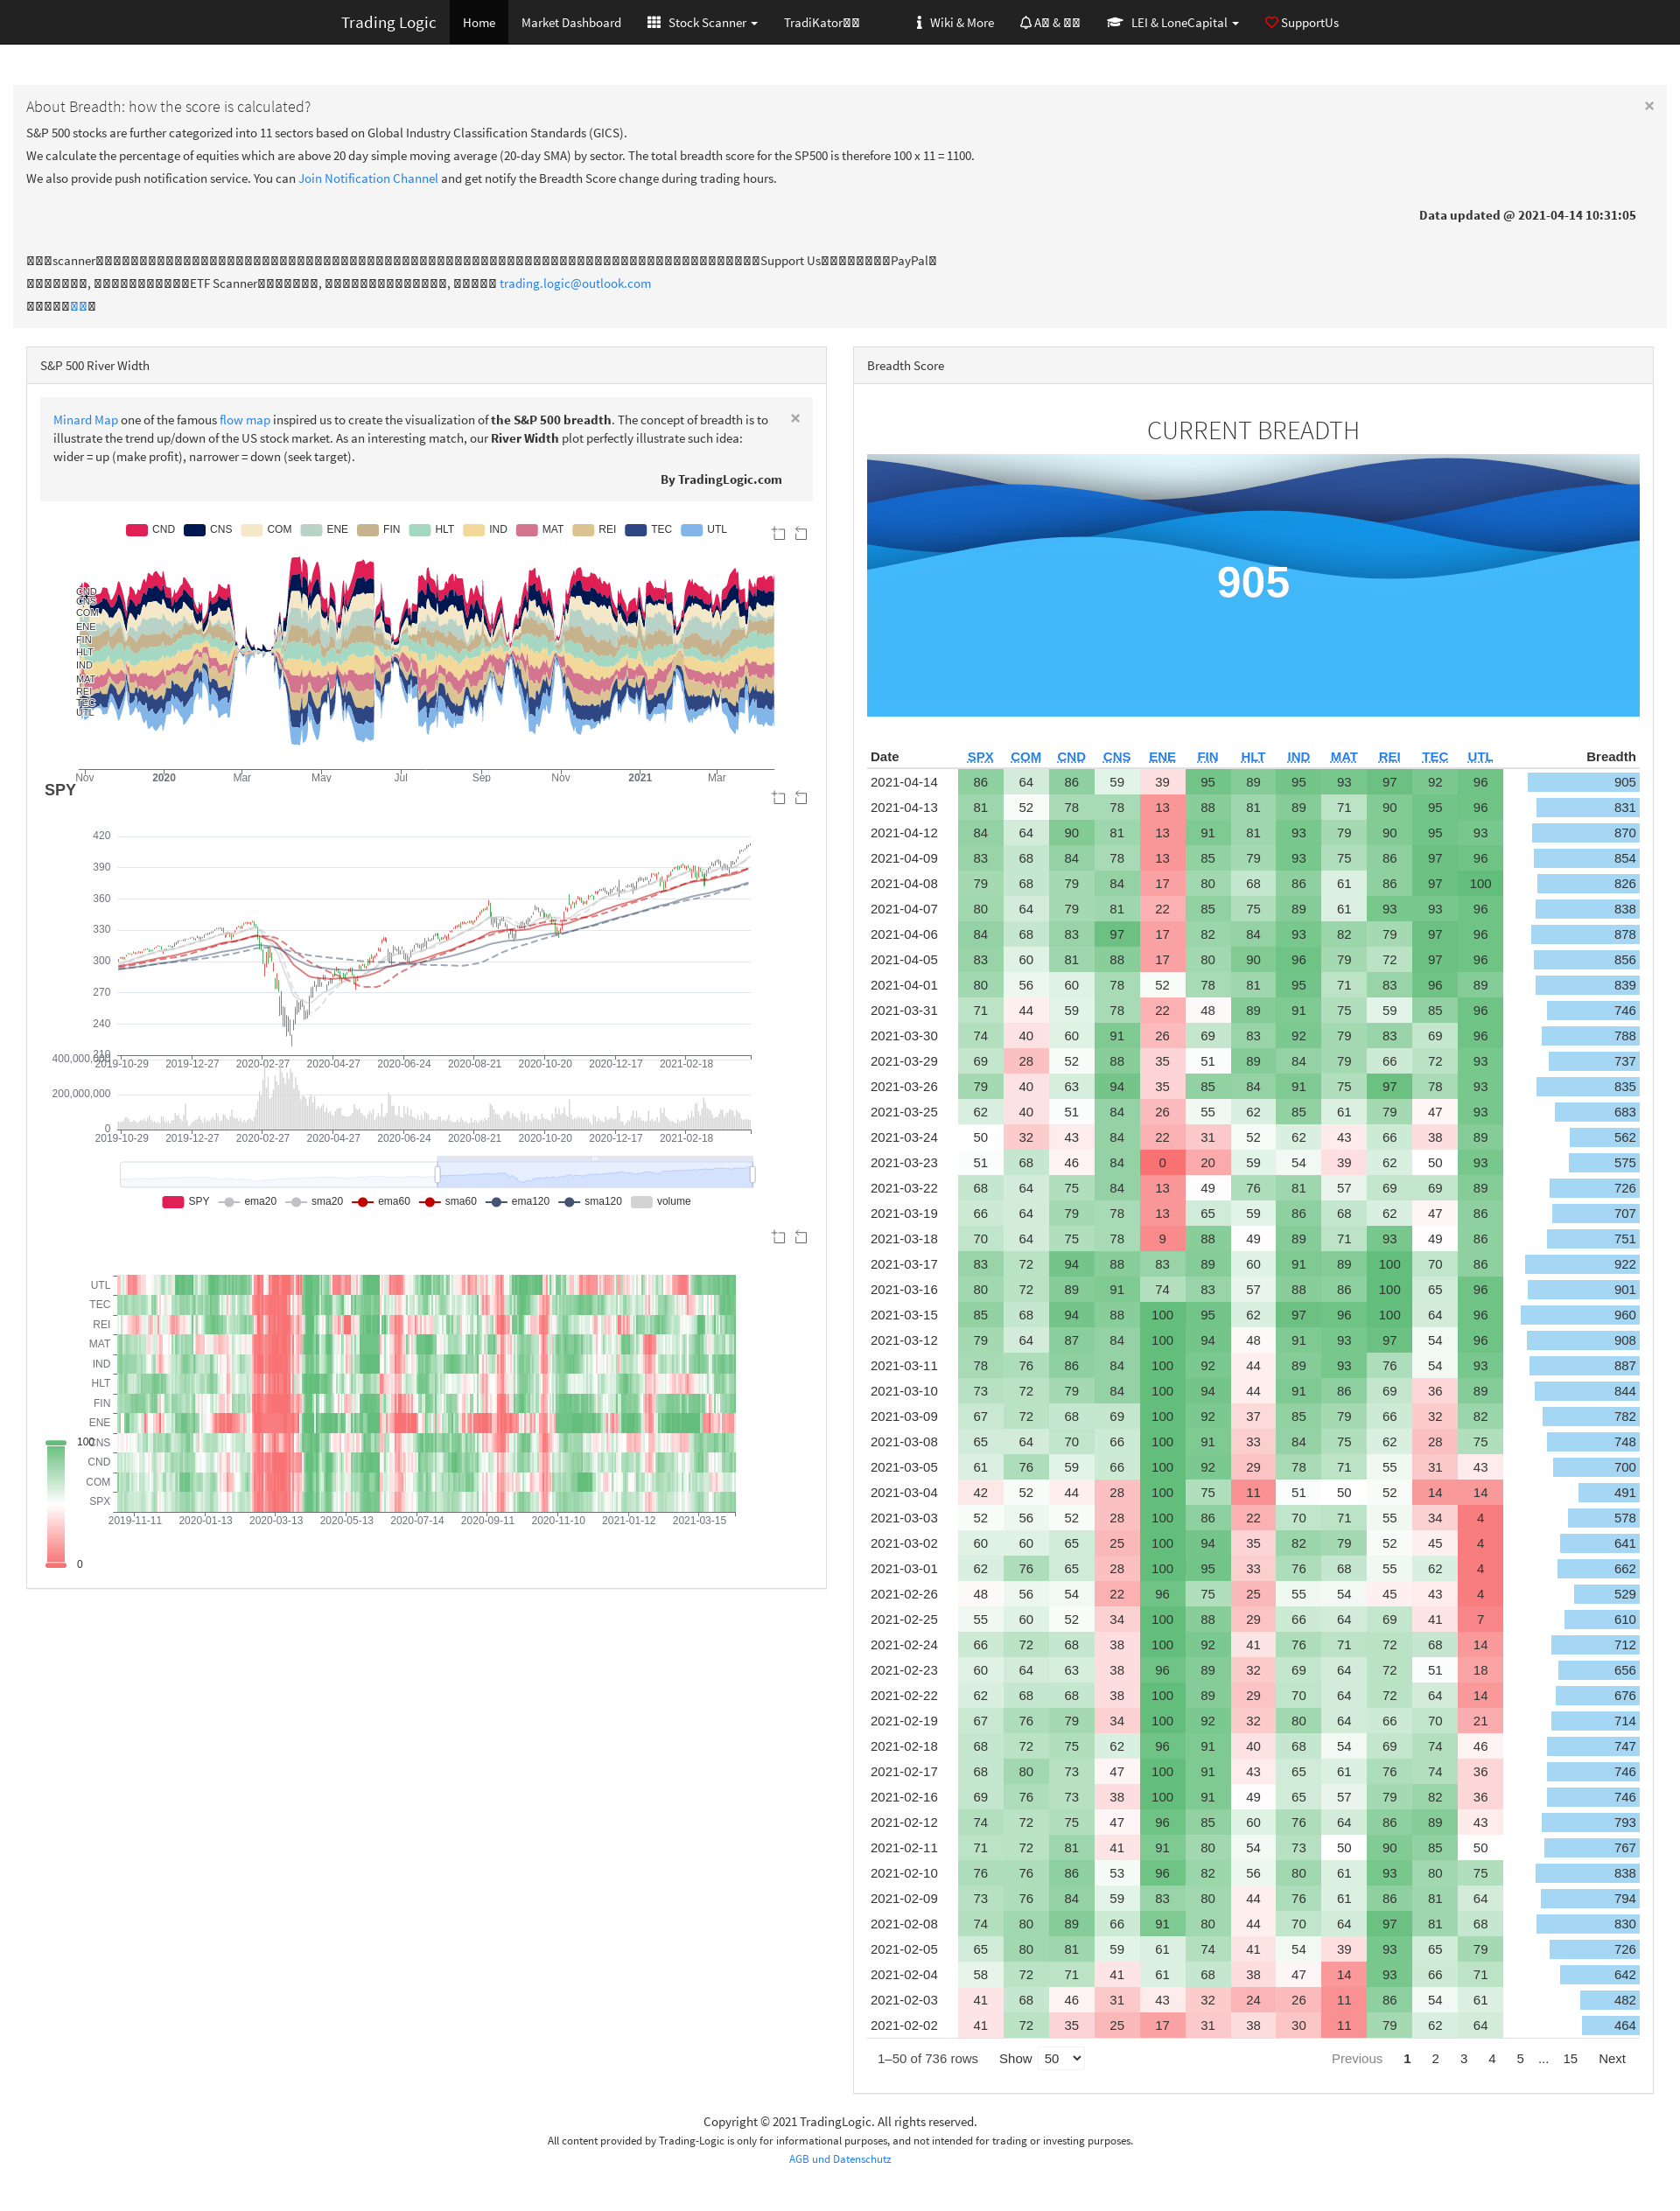 Trading Logic Home Market Dashboard Stock Scanner TradiKator Wiki & More A & LEI & LoneCapital SupportUs
About Breadth: how the score is calculated? ×
S&P 500 stocks are further categorized into 11 sectors based on Global Industry Classification Standards (GICS).
We calculate the percentage of equities which are above 20 day simple moving average (20-day SMA) by sector. The total breadth score for the SP500 is therefore 100 x 11 = 1100.
We also provide push notification service. You can Join Notification Channel and get notify the Breadth Score change during trading hours.
Data updated @ 2021-04-14 10:31:05
scanner Support Us PayPal
, ETF Scanner , , trading.logic@outlook.com
S&P 500 River Width
Minard Map one of the famous flow map inspired us to create the visualization of the S&P 500 breadth. The concept of breadth is to ×
illustrate the trend up/down of the US stock market. As an interesting match, our River Width plot perfectly illustrate such idea:
wider = up (make profit), narrower = down (seek target).
By TradingLogic.com
CND CNS COM ENE FIN HLT IND MAT REI TEC UTL
CND
CNS
COM
ENE
FIN
HLT
IND
MAT
REI
TEC
UTL
Nov 2020 Mar May Jul Sep Nov 2021 Mar
SPY
420
390
360
330
300
270
240
210
2019-10-29 2019-12-27 2020-02-27 2020-04-27 2020-06-24 2020-08-21 2020-10-20 2020-12-17 2021-02-18
400,000,000
200,000,000
0
2019-10-29 2019-12-27 2020-02-27 2020-04-27 2020-06-24 2020-08-21 2020-10-20 2020-12-17 2021-02-18
SPY ema20 sma20 ema60 sma60 ema120 sma120 volume
UTL
TEC
REI
MAT
IND
HLT
FIN
ENE
CNS
CND
COM
SPX
2019-11-11 2020-01-13 2020-03-13 2020-05-13 2020-07-14 2020-09-11 2020-11-10 2021-01-12 2021-03-15
100
0
Breadth Score
CURRENT BREADTH
905
Date SPX COM CND CNS ENE FIN HLT IND MAT REI TEC UTL Breadth
2021-04-14 86 64 86 59 39 95 89 95 93 97 92 96 905
2021-04-13 81 52 78 78 13 88 81 89 71 90 95 96 831
2021-04-12 84 64 90 81 13 91 81 93 79 90 95 93 870
2021-04-09 83 68 84 78 13 85 79 93 75 86 97 96 854
2021-04-08 79 68 79 84 17 80 68 86 61 86 97 100 826
2021-04-07 80 64 79 81 22 85 75 89 61 93 93 96 838
2021-04-06 84 68 83 97 17 82 84 93 82 79 97 96 878
2021-04-05 83 60 81 88 17 80 90 96 79 72 97 96 856
2021-04-01 80 56 60 78 52 78 81 95 71 83 96 89 839
2021-03-31 71 44 59 78 22 48 89 91 75 59 85 96 746
2021-03-30 74 40 60 91 26 69 83 92 79 83 69 96 788
2021-03-29 69 28 52 88 35 51 89 84 79 66 72 93 737
2021-03-26 79 40 63 94 35 85 84 91 75 97 78 93 835
2021-03-25 62 40 51 84 26 55 62 85 61 79 47 93 683
2021-03-24 50 32 43 84 22 31 52 62 43 66 38 89 562
2021-03-23 51 68 46 84 0 20 59 54 39 62 50 93 575
2021-03-22 68 64 75 84 13 49 76 81 57 69 69 89 726
2021-03-19 66 64 79 78 13 65 59 86 68 62 47 86 707
2021-03-18 70 64 75 78 9 88 49 89 71 93 49 86 751
2021-03-17 83 72 94 88 83 89 60 91 89 100 70 86 922
2021-03-16 80 72 89 91 74 83 57 88 86 100 65 96 901
2021-03-15 85 68 94 88 100 95 62 97 96 100 64 96 960
2021-03-12 79 64 87 84 100 94 48 91 93 97 54 96 908
2021-03-11 78 76 86 84 100 92 44 89 93 76 54 93 887
2021-03-10 73 72 79 84 100 94 44 91 86 69 36 89 844
2021-03-09 67 72 68 69 100 92 37 85 79 66 32 82 782
2021-03-08 65 64 70 66 100 91 33 84 75 62 28 75 748
2021-03-05 61 76 59 66 100 92 29 78 71 55 31 43 700
2021-03-04 42 52 44 28 100 75 11 51 50 52 14 14 491
2021-03-03 52 56 52 28 100 86 22 70 71 55 34 4 578
2021-03-02 60 60 65 25 100 94 35 82 79 52 45 4 641
2021-03-01 62 76 65 28 100 95 33 76 68 55 62 4 662
2021-02-26 48 56 54 22 96 75 25 55 54 45 43 4 529
2021-02-25 55 60 52 34 100 88 29 66 64 69 41 7 610
2021-02-24 66 72 68 38 100 92 41 76 71 72 68 14 712
2021-02-23 60 64 63 38 96 89 32 69 64 72 51 18 656
2021-02-22 62 68 68 38 100 89 29 70 64 72 64 14 676
2021-02-19 67 76 79 34 100 92 32 80 64 66 70 21 714
2021-02-18 68 72 75 62 96 91 40 68 54 69 74 46 747
2021-02-17 68 80 73 47 100 91 43 65 61 76 74 36 746
2021-02-16 69 76 73 38 100 91 49 65 57 79 82 36 746
2021-02-12 74 72 75 47 96 85 60 76 64 86 89 43 793
2021-02-11 71 72 81 41 91 80 54 73 50 90 85 50 767
2021-02-10 76 76 86 53 96 82 56 80 61 93 80 75 838
2021-02-09 73 76 84 59 83 80 44 76 61 86 81 64 794
2021-02-08 74 80 89 66 91 80 44 70 64 97 81 68 830
2021-02-05 65 80 81 59 61 74 41 54 39 93 65 79 726
2021-02-04 58 72 71 41 61 68 38 47 14 93 66 71 642
2021-02-03 41 68 46 31 43 32 24 26 11 86 54 61 482
2021-02-02 41 72 35 25 17 31 38 30 11 79 62 64 464
1–50 of 736 rows Show 50 Previous 1 2 3 4 5 ... 15 Next
Copyright © 2021 TradingLogic. All rights reserved.
All content provided by Trading-Logic is only for informational purposes, and not intended for trading or investing purposes.
AGB und Datenschutz